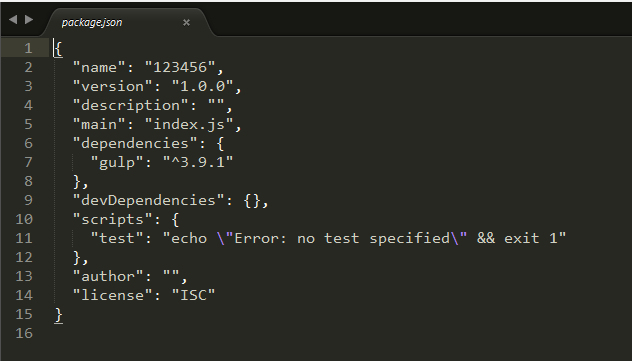 package.json ×
1 {
2 "name": "123456",
3 "version": "1.0.0",
4 "description": "",
5 "main": "index.js",
6 "dependencies": {
7 "gulp": "^3.9.1"
8 },
9 "devDependencies": {},
10 "scripts": {
11 "test": "echo \"Error: no test specified\" && exit 1"
12 },
13 "author": "",
14 "license": "ISC"
15 }
16